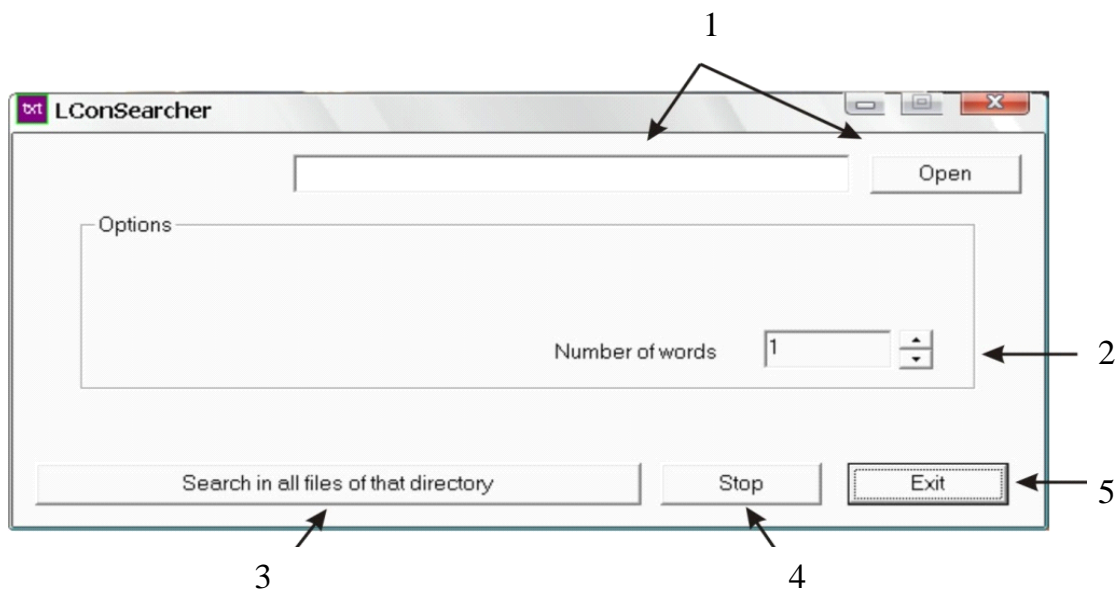 1
txt LConSearcher
Open
Options
Number of words 1
2
Search in all files of that directory Stop Exit
5
3 4